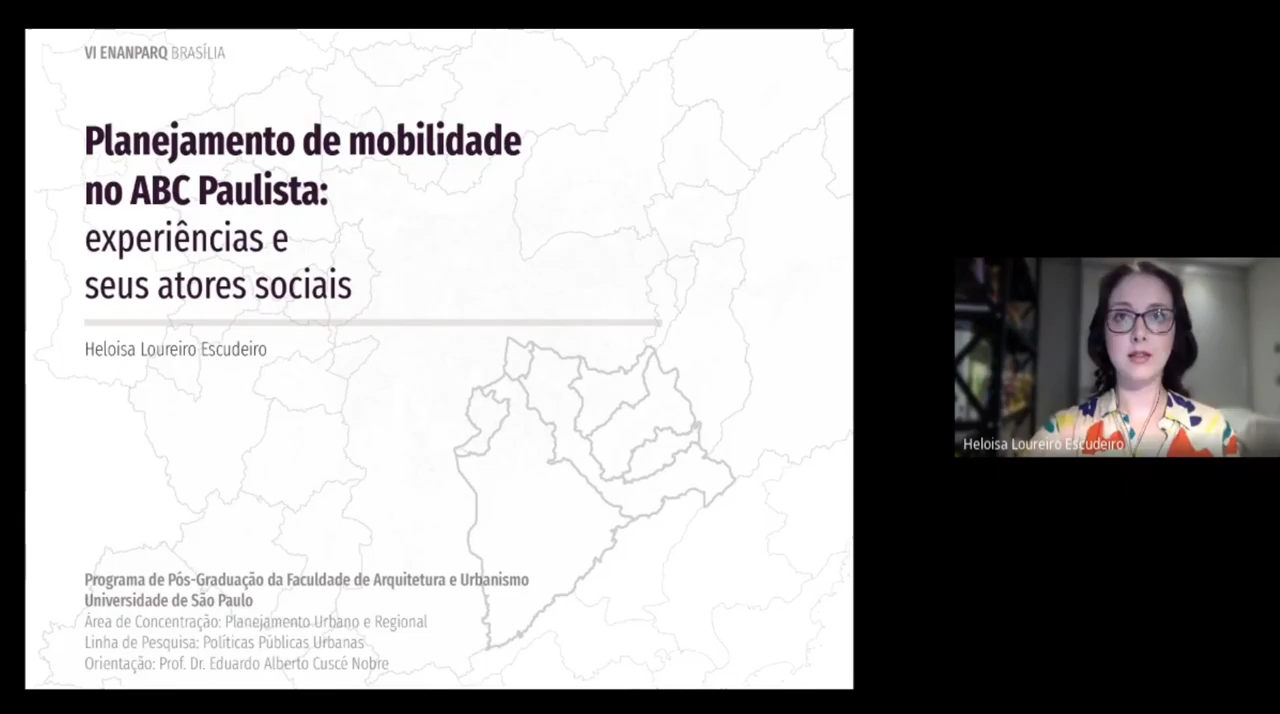 VI ENANPARQ BRASÍLIA
Planejamento de mobilidade
no ABC Paulista:
experiências e
seus atores sociais
Heloisa Loureiro Escudeiro
Programa de Pós-Graduação da Faculdade de Arquitetura e Urbanismo
Universidade de São Paulo
Área de Concentração: Planejamento Urbano e Regional
Linha de Pesquisa: Políticas Públicas Urbanas
Orientação: Prof. Dr. Eduardo Alberto Cuscé Nobre
Heloisa Loureiro Escudeiro